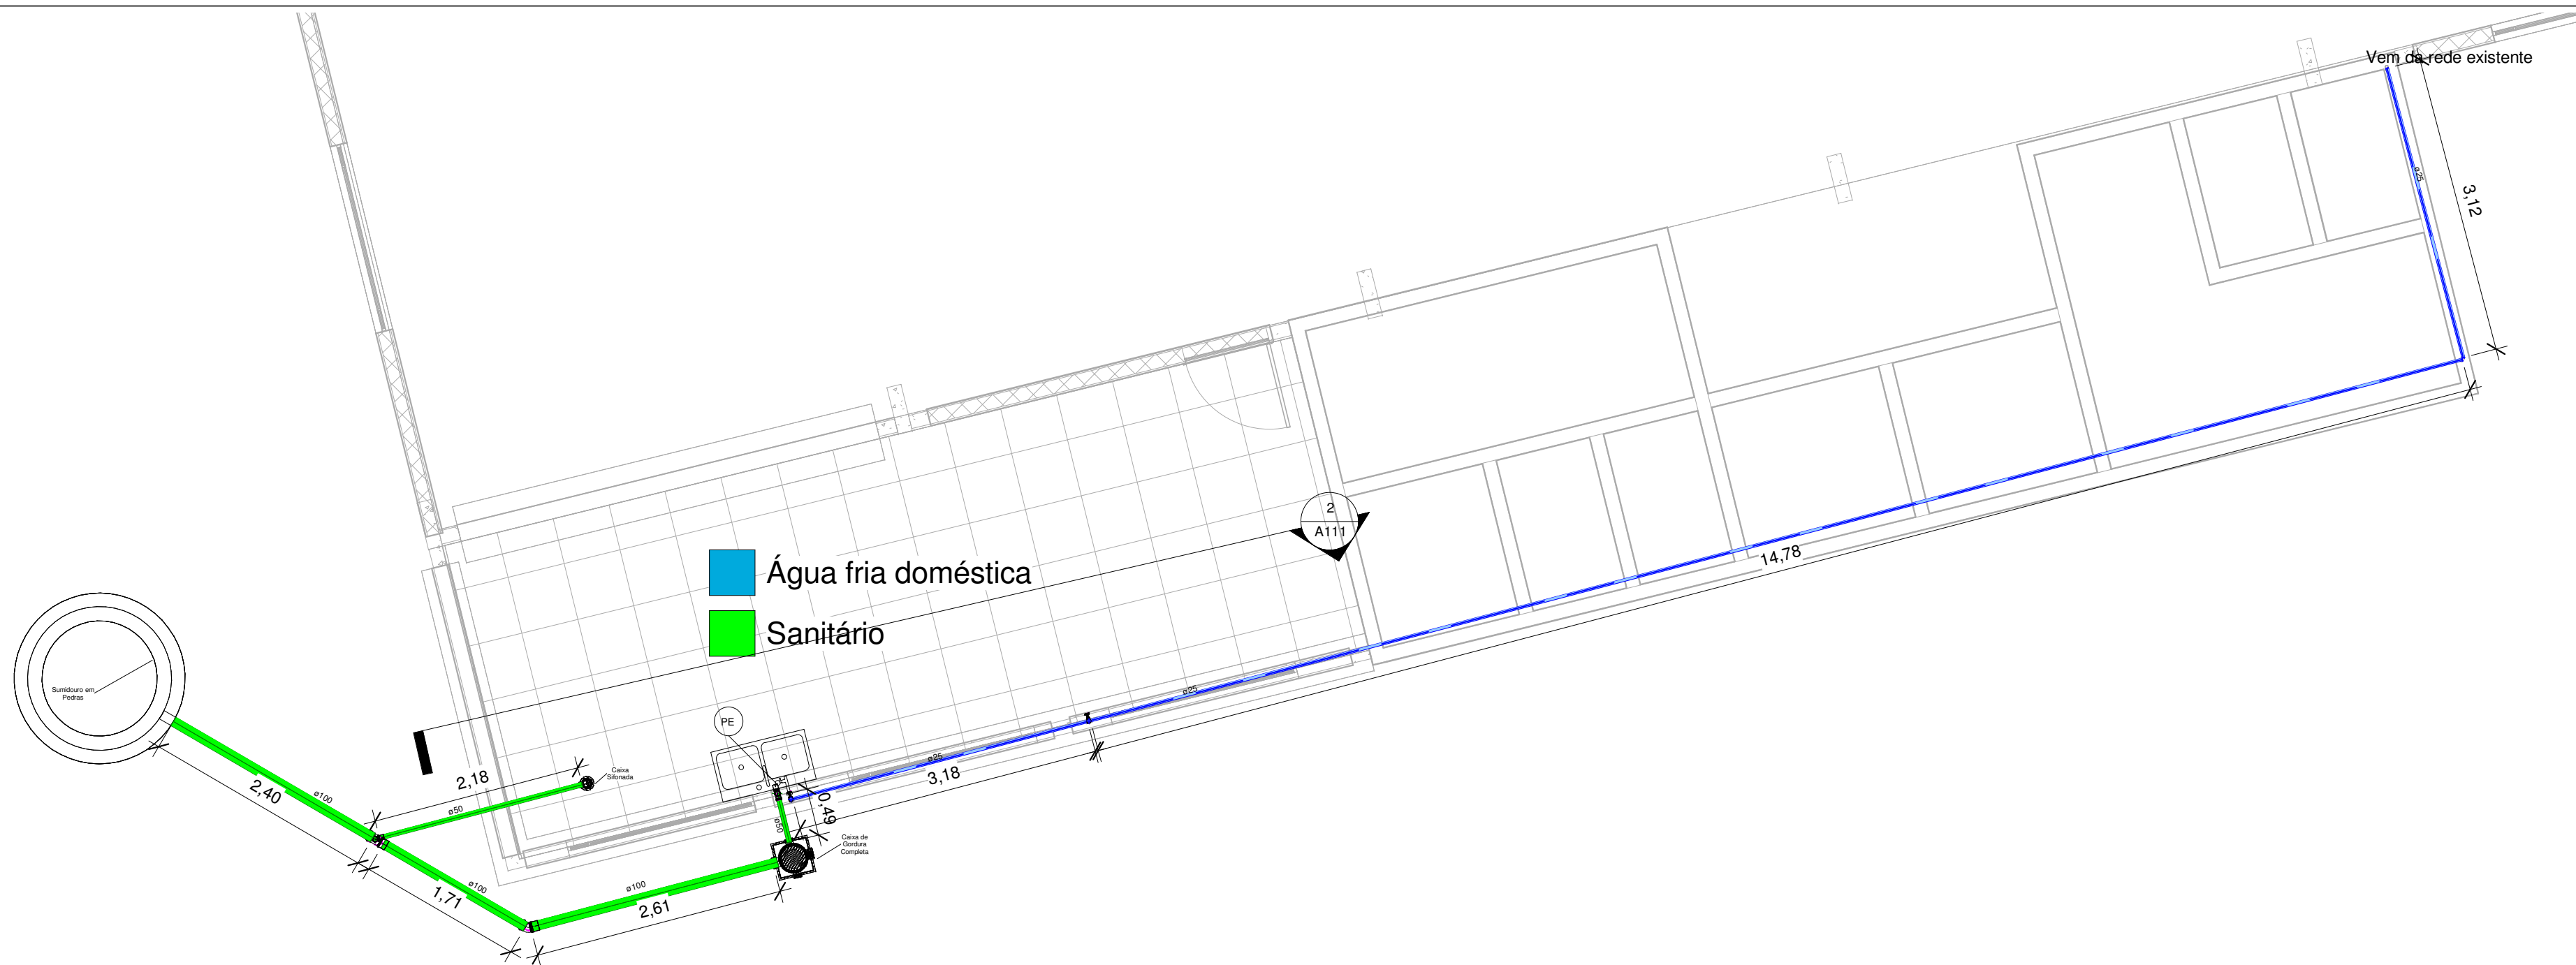 Vem da rede existente
ø25
3,12
2
A111
14,78
Água fria doméstica
Sanitário
Sumidouro em
Pedras
PE
ø25
ø25
3,18
Caixa
Sifonada
2,18
ø50
2,40
ø100
0,49
ø50
Caixa de
Gordura
Completa
ø100
1,71
ø100
2,61